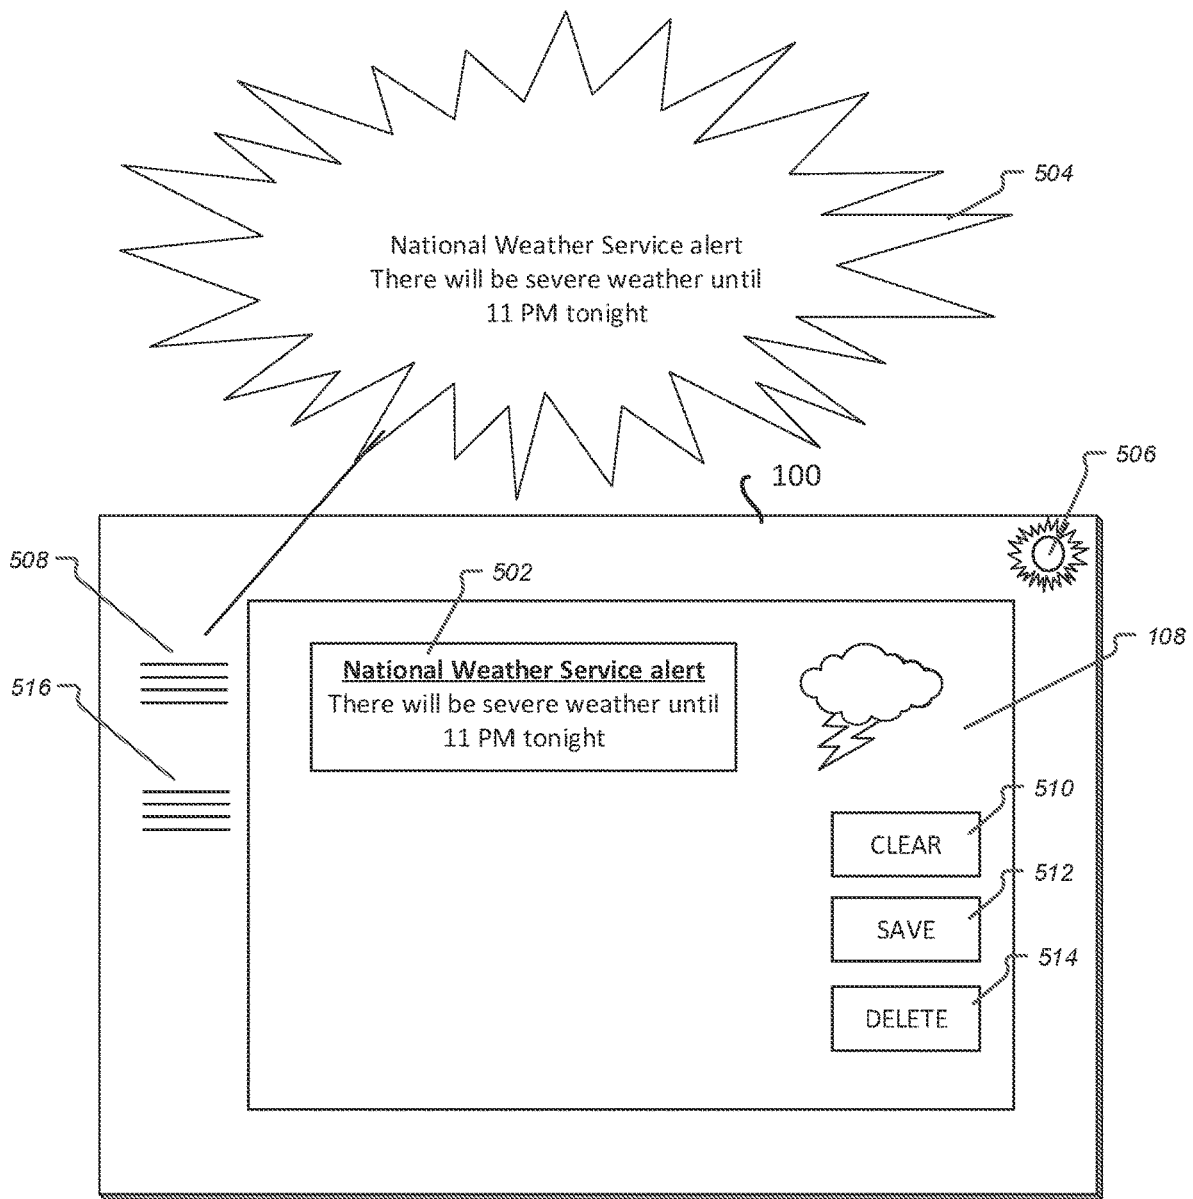 504
National Weather Service alert
There will be severe weather until
11 PM tonight
506
100
508
502
108
National Weather Service alert
There will be severe weather until
11 PM tonight
516
510
CLEAR
512
SAVE
514
DELETE